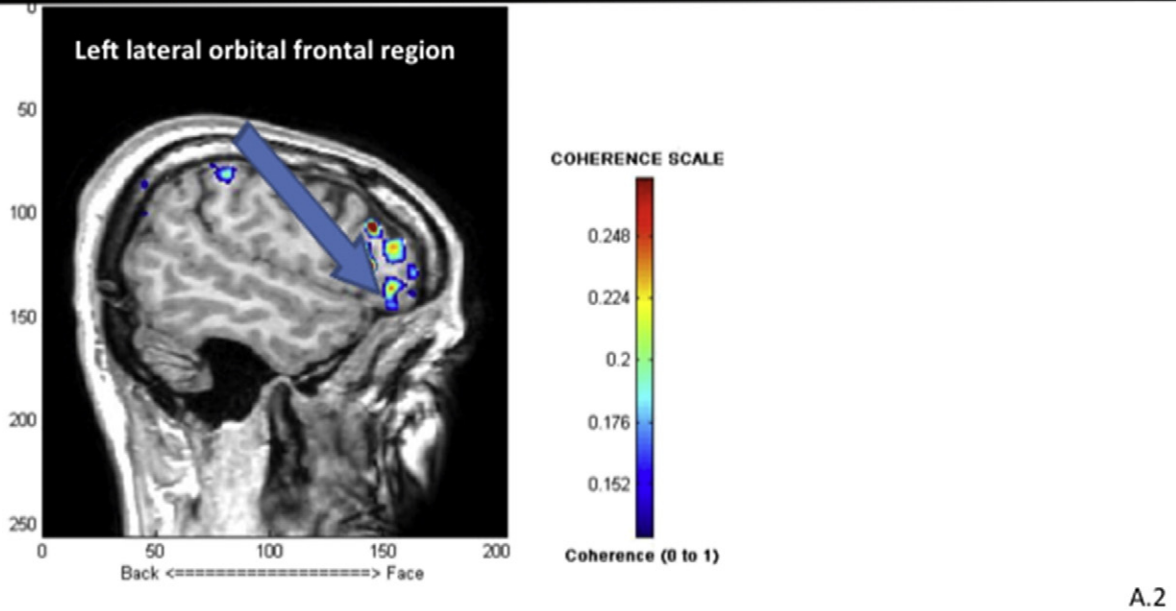 0
Left lateral orbital frontal region
50
100
150
200
250
0 50 100 150 200
Back <====================> Face
COHERENCE SCALE
0.248
0.224
0.2
0.176
0.152
Coherence (0 to 1)
A.2